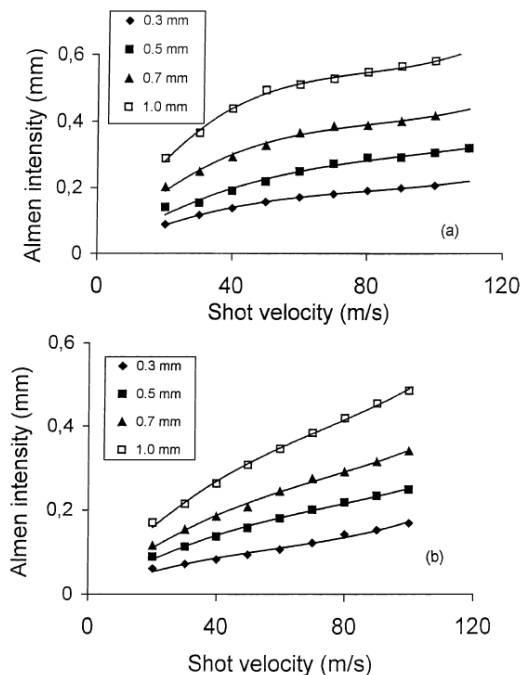 0.3 mm
0.5 mm
0.7 mm
1.0 mm
Almen intensity (mm)
0,6
0,4
0,2
0
0
40
80
120
Shot velocity (m/s)
(a)
0.3 mm
0.5 mm
0.7 mm
1.0 mm
Almen intensity (mm)
0,6
0,4
0,2
0
0
40
80
120
Shot velocity (m/s)
(b)